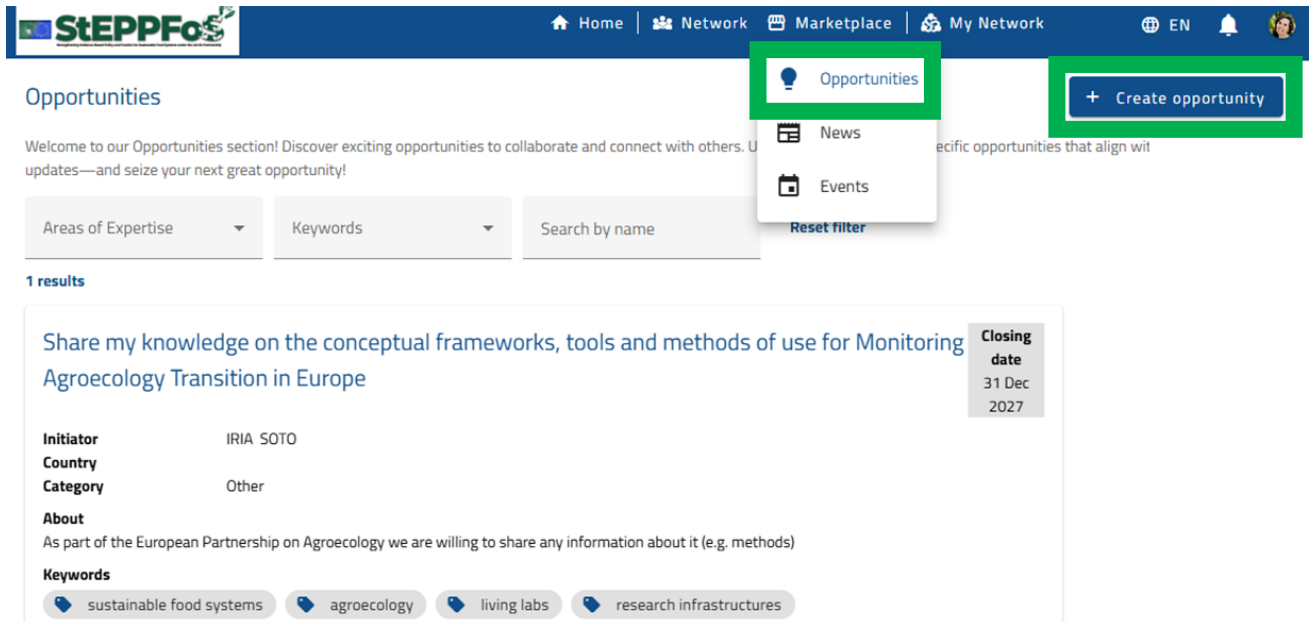 StEPPFoS
Home Network Marketplace My Network EN
Opportunities
News
Events
+ Create opportunity
Opportunities
Welcome to our Opportunities section! Discover exciting opportunities to collaborate and connect with others. U ecific opportunities that align wit
updates—and seize your next great opportunity!
Areas of Expertise Keywords Search by name Reset filter
1 results
Share my knowledge on the conceptual frameworks, tools and methods of use for Monitoring
Agroecology Transition in Europe
Closing
date
31 Dec
2027
Initiator IRIA SOTO
Country
Category Other
About
As part of the European Partnership on Agroecology we are willing to share any information about it (e.g. methods)
Keywords
sustainable food systems agroecology living labs research infrastructures